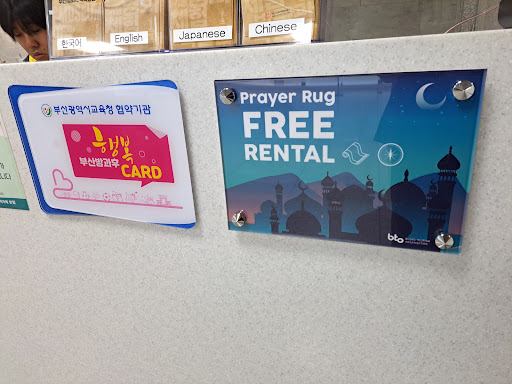 한국어
English
Japanese
Chinese
부산광역시교육청 협약기관
행복
부산방과후 CARD
Prayer Rug
FREE
RENTAL
bto